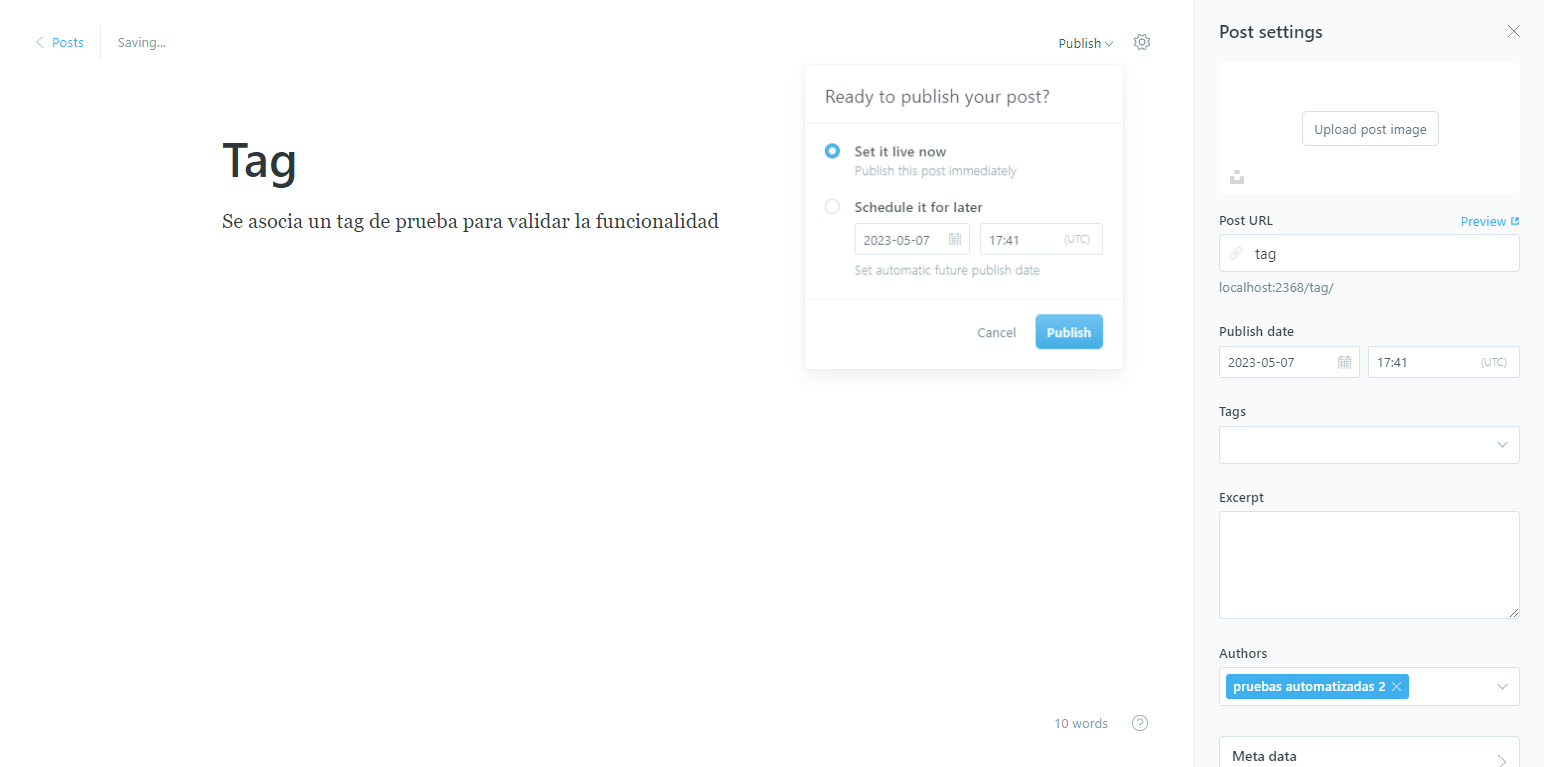 Posts
Saving...
Publish
Ready to publish your post?
Set it live now
Publish this post immediately
Schedule it for later
2023-05-07
17:41
(UTC)
Set automatic future publish date
Cancel
Publish
Tag
Se asocia un tag de prueba para validar la funcionalidad
10 words
?
Post settings
Upload post image
Post URL
Preview
tag
localhost:2368/tag/
Publish date
2023-05-07
17:41
(UTC)
Tags
Excerpt
Authors
pruebas automatizadas 2
Meta data